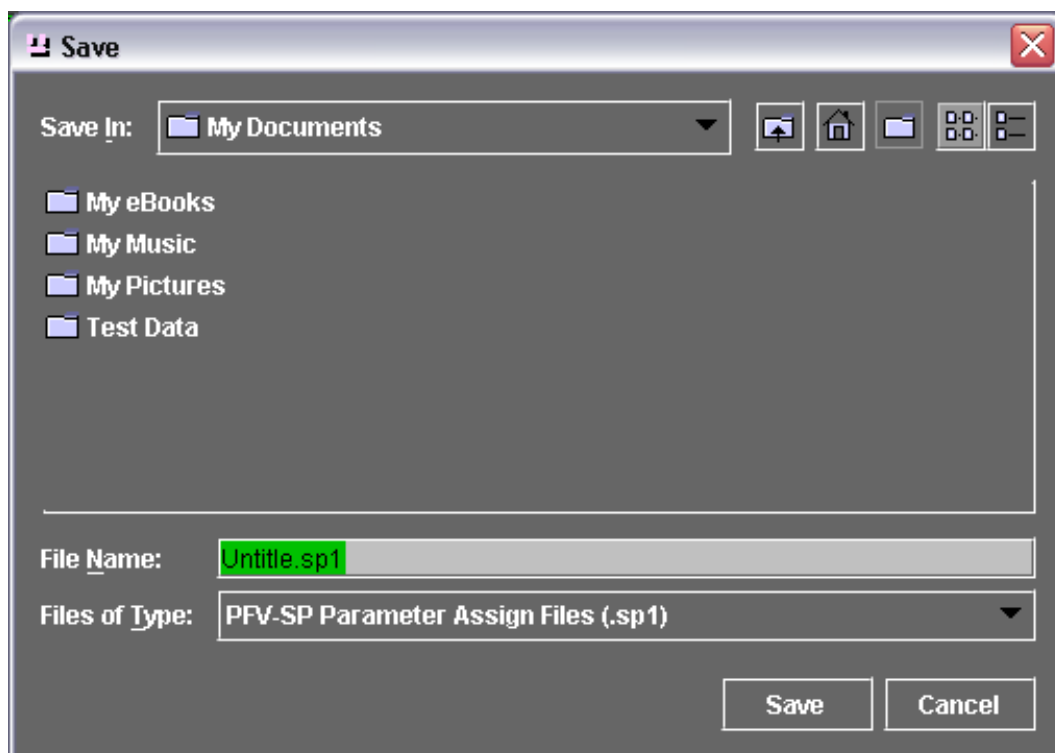 Save
Save In: My Documents
My eBooks
My Music
My Pictures
Test Data
File Name: Untitle.sp1
Files of Type: PFV-SP Parameter Assign Files (.sp1)
Save Cancel